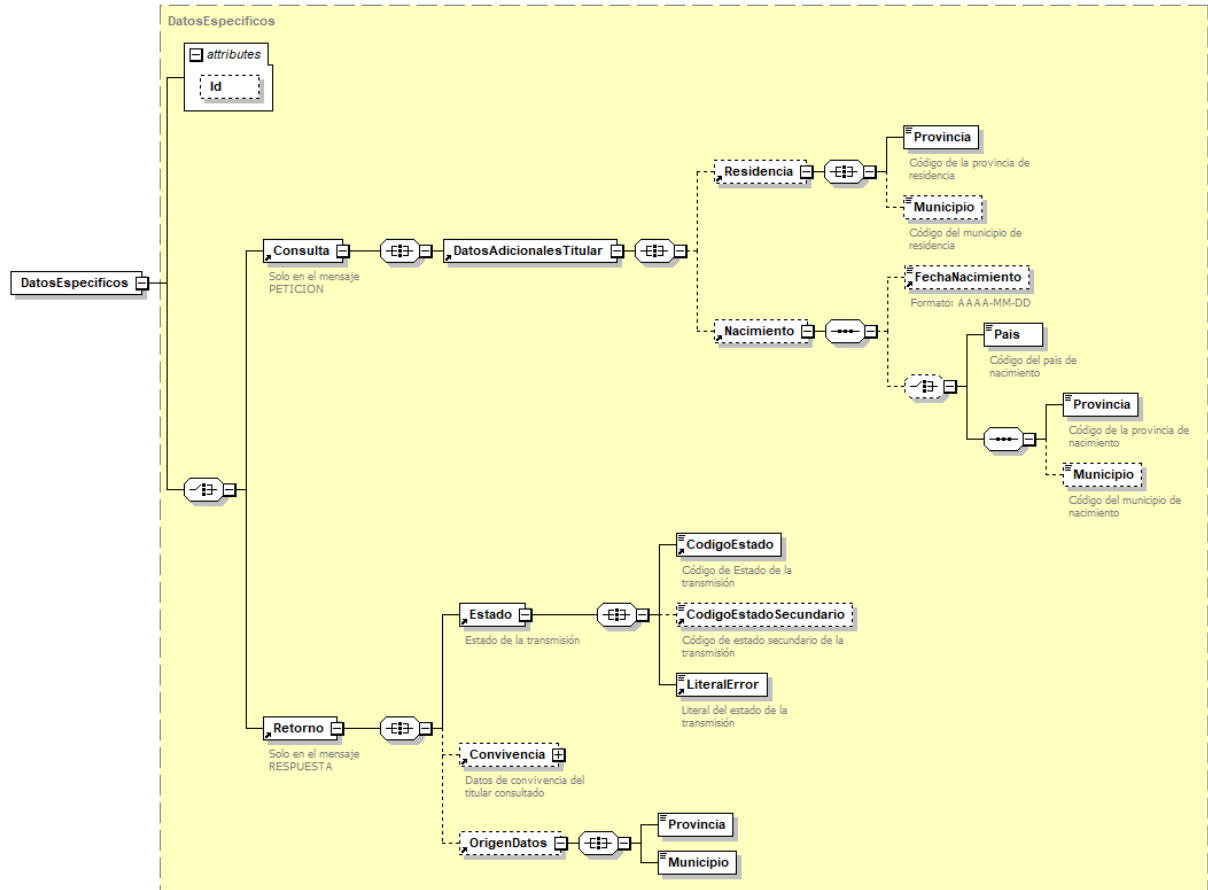 DatosEspecificos
attributes
Id
Provincia
Código de la provincia de
residencia
Residencia
Municipio
Código del municipio de
residencia
Consulta
Solo en el mensaje
PETICION
DatosAdicionalesTitular
DatosEspecificos
FechaNacimiento
Formato: AAAA-MM-DD
Nacimiento
Pais
Código del pais de
nacimiento
Provincia
Código de la provincia de
nacimiento
Municipio
Código del municipio de
nacimiento
CodigoEstado
Código de Estado de la
transmisión
Estado
Estado de la transmisión
CodigoEstadoSecundario
Código de estado secundario de la
transmisión
LiteralError
Literal del estado de la
transmisión
Retorno
Solo en el mensaje
RESPUESTA
Convivencia
Datos de convivencia del
titular consultado
OrigenDatos
Provincia
Municipio